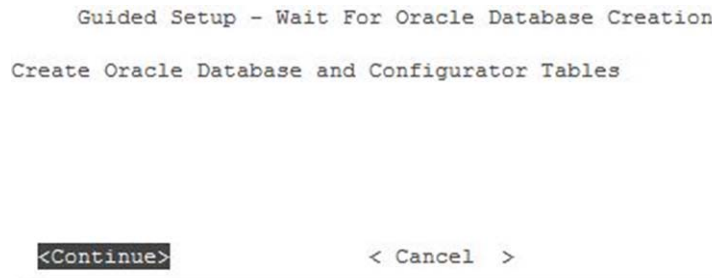 Guided Setup - Wait For Oracle Database Creation
Create Oracle Database and Configurator Tables
<Continue> < Cancel >